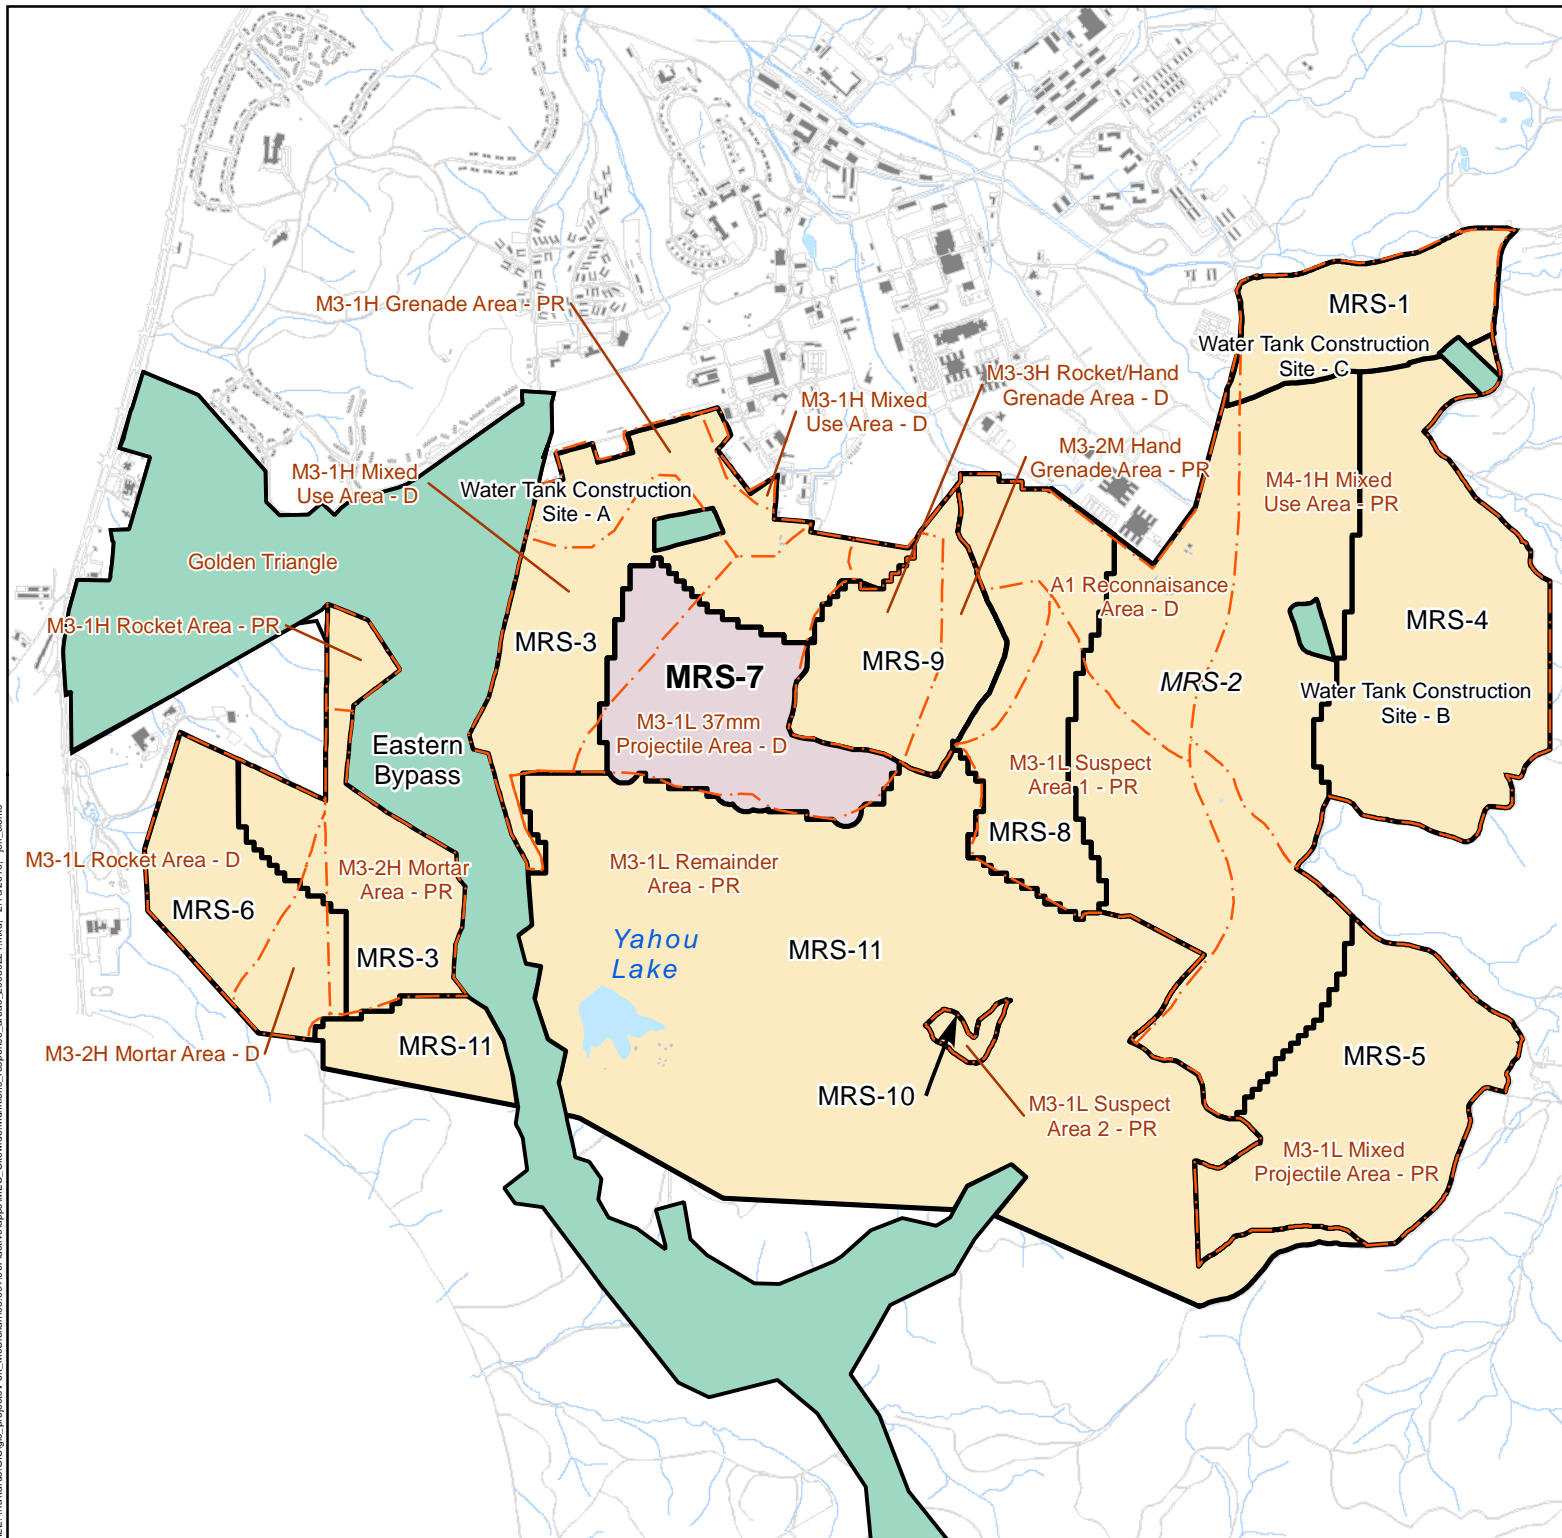 MRS-1
M3-1H Grenade Area - PR
Water Tank Construction
Site - C
M3-3H Rocket/Hand
Grenade Area - D
M3-1H Mixed
Use Area - D
M3-2M Hand
Grenade Area - PR
M3-1H Mixed
Use Area - D
Water Tank Construction
Site - A
M4-1H Mixed
Use Area - PR
Golden Triangle
A1 Reconnaisance
Area - D
M3-1H Rocket Area - PR
MRS-3
MRS-4
MRS-9
MRS-7
MRS-2
Water Tank Construction
Site - B
M3-1L 37mm
Projectile Area - D
Eastern
Bypass
M3-1L Suspect
Area 1 - PR
MRS-8
M3-1L Rocket Area - D
M3-2H Mortar
Area - PR
M3-1L Remainder
Area - PR
MRS-6
Yahou
Lake
MRS-11
MRS-3
M3-2H Mortar Area - D
MRS-11
MRS-5
MRS-10
M3-1L Suspect
Area 2 - PR
M3-1L Mixed
Projectile Area - PR